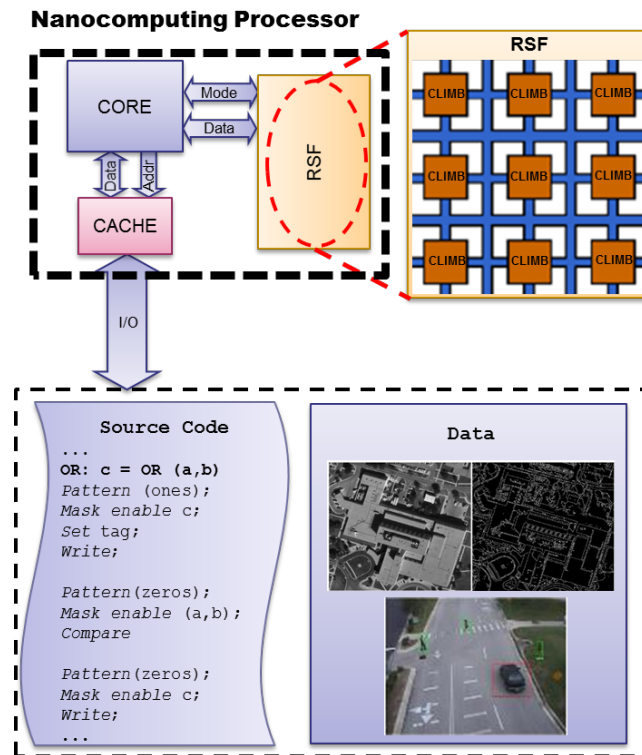 Nanocomputing Processor
CORE
Mode
Data
RSF
Data
Addr
CACHE
I/O
RSF
CLIMB CLIMB CLIMB
CLIMB CLIMB CLIMB
CLIMB CLIMB CLIMB
Source Code
...
OR: c = OR (a,b)
Pattern (ones);
Mask enable c;
Set tag;
Write;
Pattern(zeros);
Mask enable (a,b);
Compare
Pattern(zeros);
Mask enable c;
Write;
...
Data